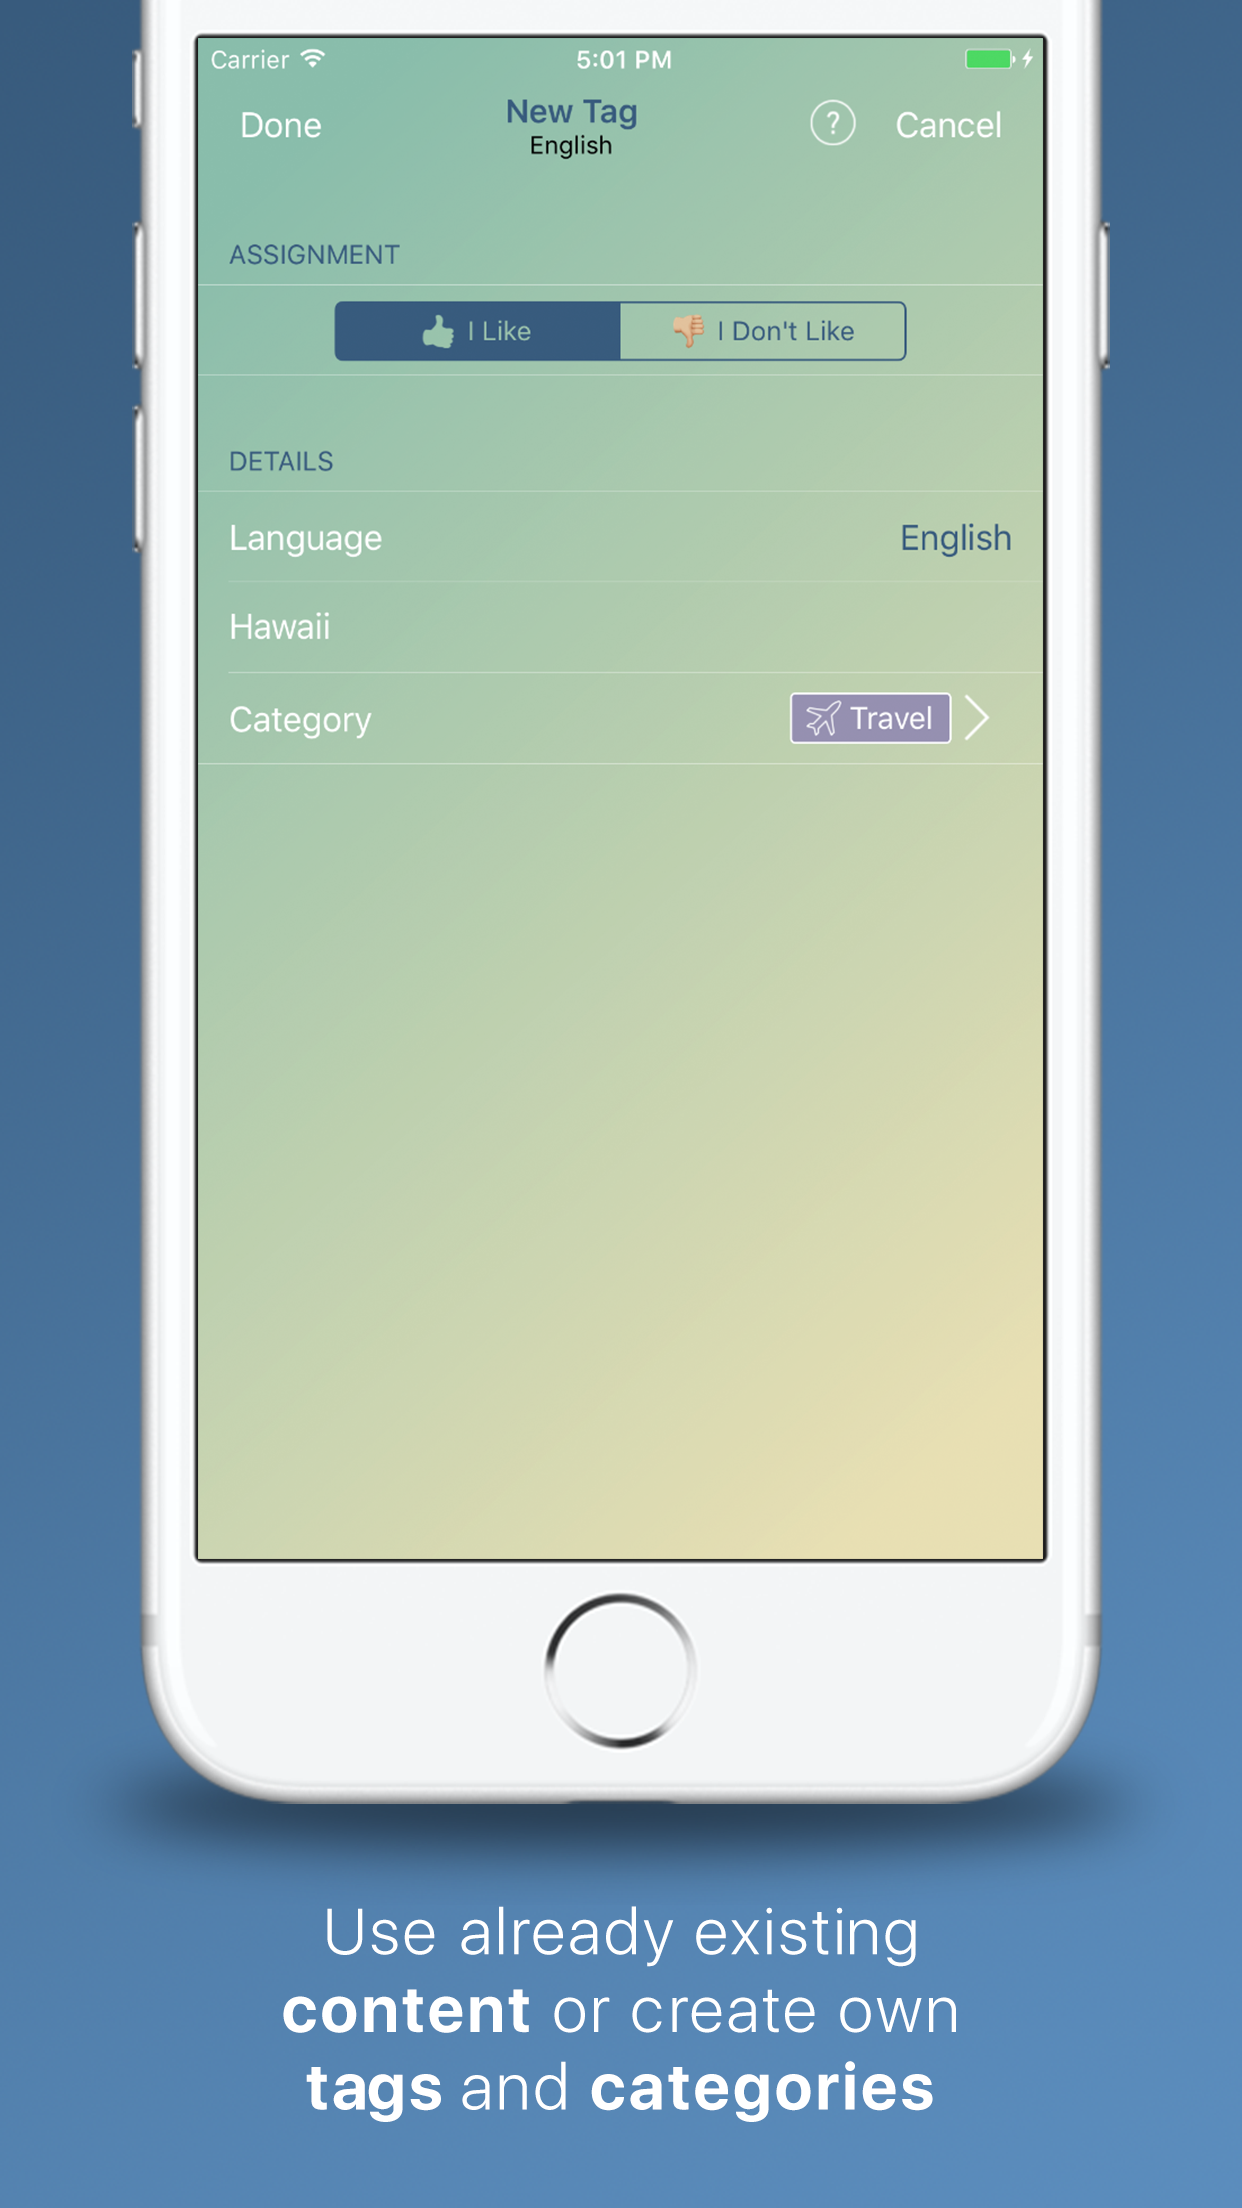 Carrier 5:01 PM
Done New Tag ? Cancel
English
ASSIGNMENT
👍 I Like 👎 I Don't Like
DETAILS
Language English
Hawaii
Category Travel
Use already existing
content or create own
tags and categories